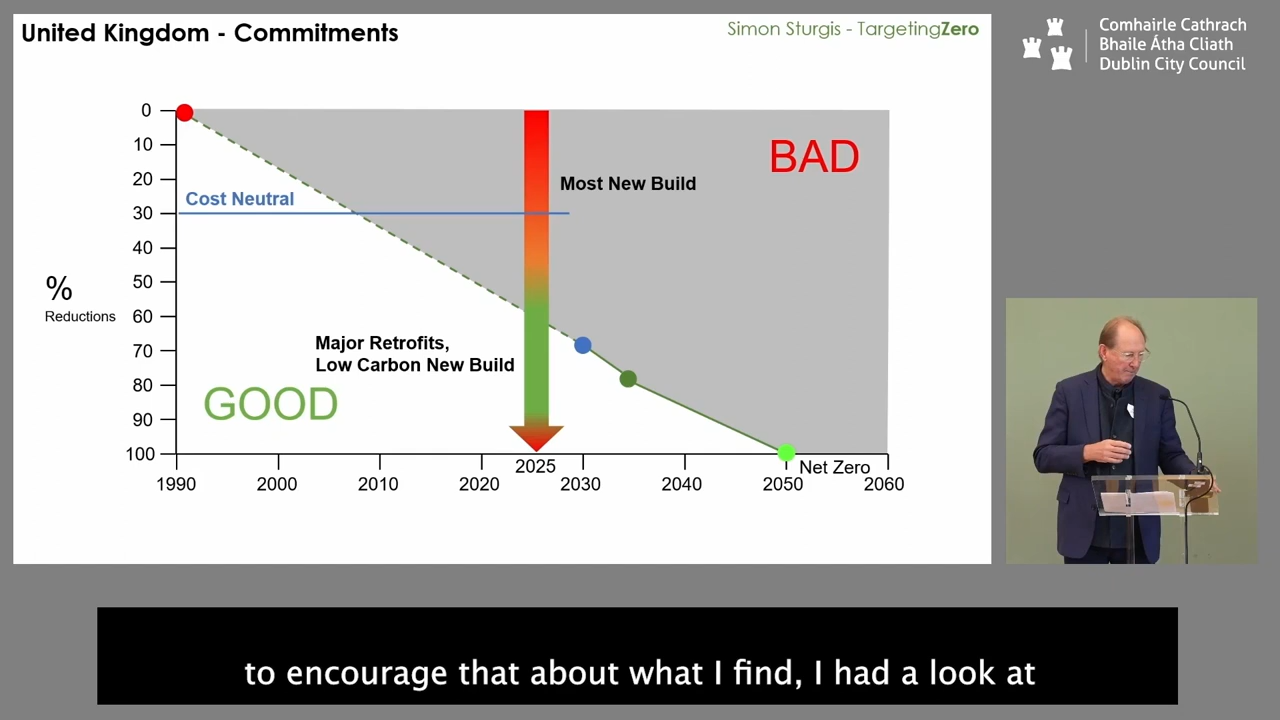 United Kingdom - Commitments
Simon Sturgis - TargetingZero
Comhairle Cathrach
Bhaile Átha Cliath
Dublin City Council
0
10
20
30
40
50
60
70
80
90
100
%
Reductions
Cost Neutral
Most New Build
BAD
Major Retrofits,
Low Carbon New Build
GOOD
2025
Net Zero
1990
2000
2010
2020
2030
2040
2050
2060
to encourage that about what I find, I had a look at